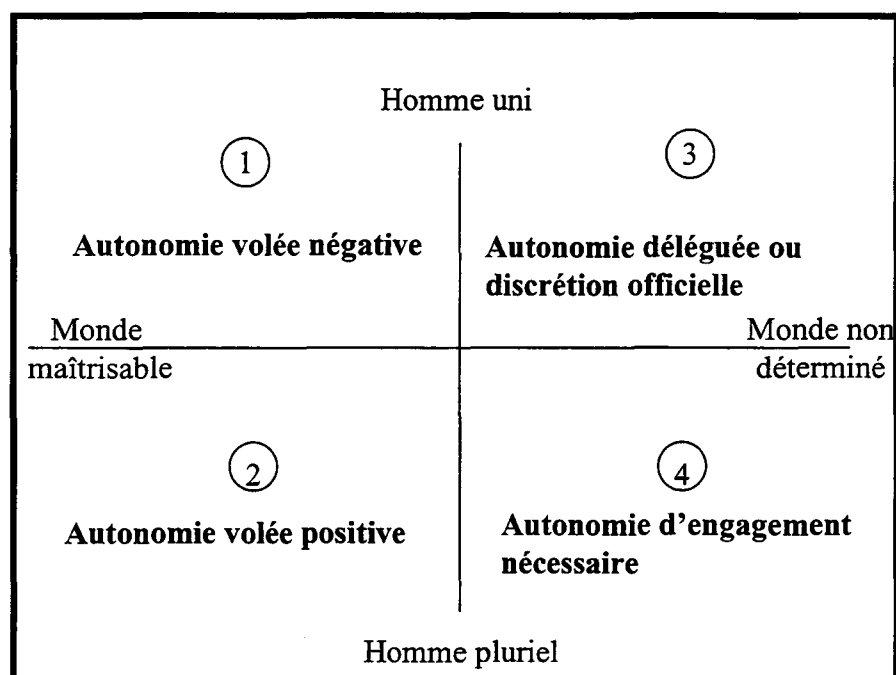 Homme uni
1
3
Autonomie volée négative
Autonomie déléguée ou
discrétion officielle
Monde
maîtrisable
Monde non
déterminé
2
4
Autonomie volée positive
Autonomie d'engagement
nécessaire
Homme pluriel